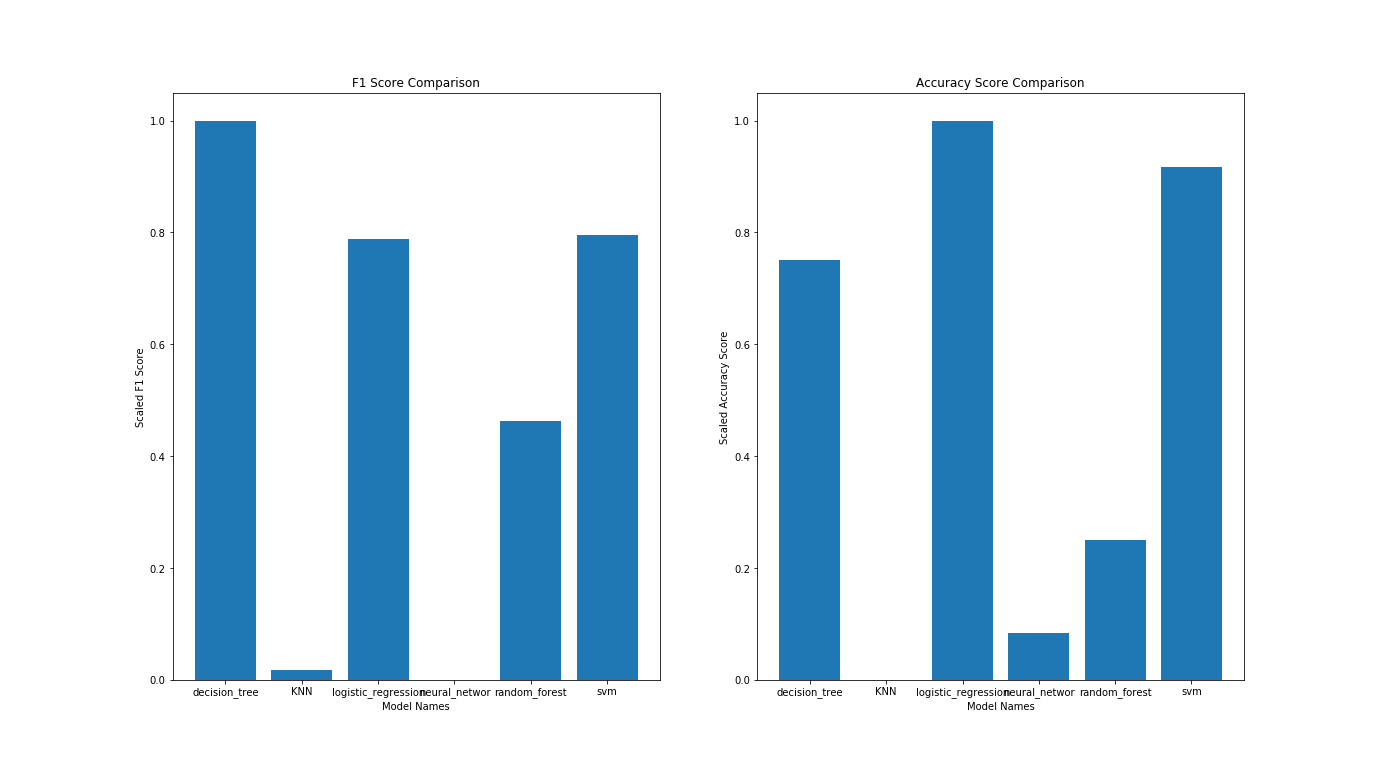 F1 Score Comparison
Scaled F1 Score
1.0
0.8
0.6
0.4
0.2
0.0
decision_tree KNN logistic_regression neural_networ random_forest svm
Model Names
Accuracy Score Comparison
Scaled Accuracy Score
1.0
0.8
0.6
0.4
0.2
0.0
decision_tree KNN logistic_regression neural_networ random_forest svm
Model Names